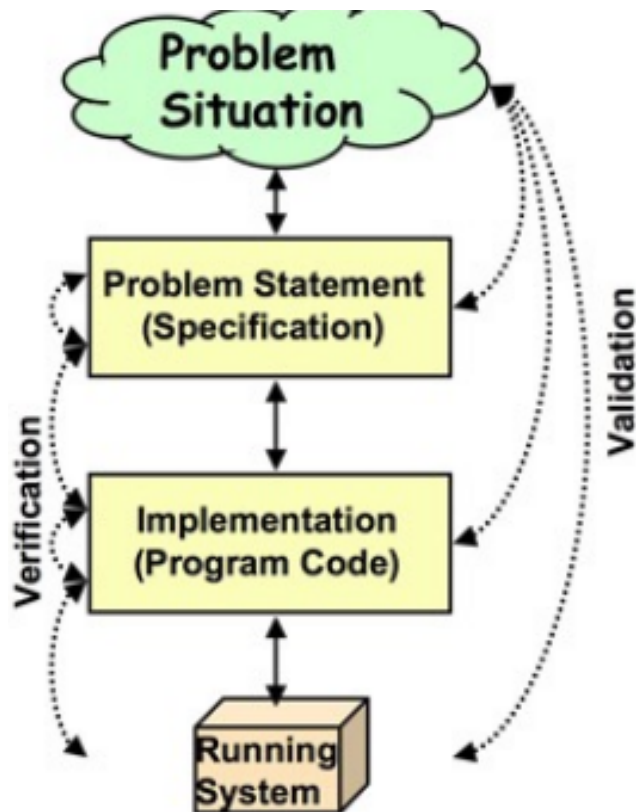 Problem
Situation
Problem Statement
(Specification)
Verification
Validation
Implementation
(Program Code)
Running
System